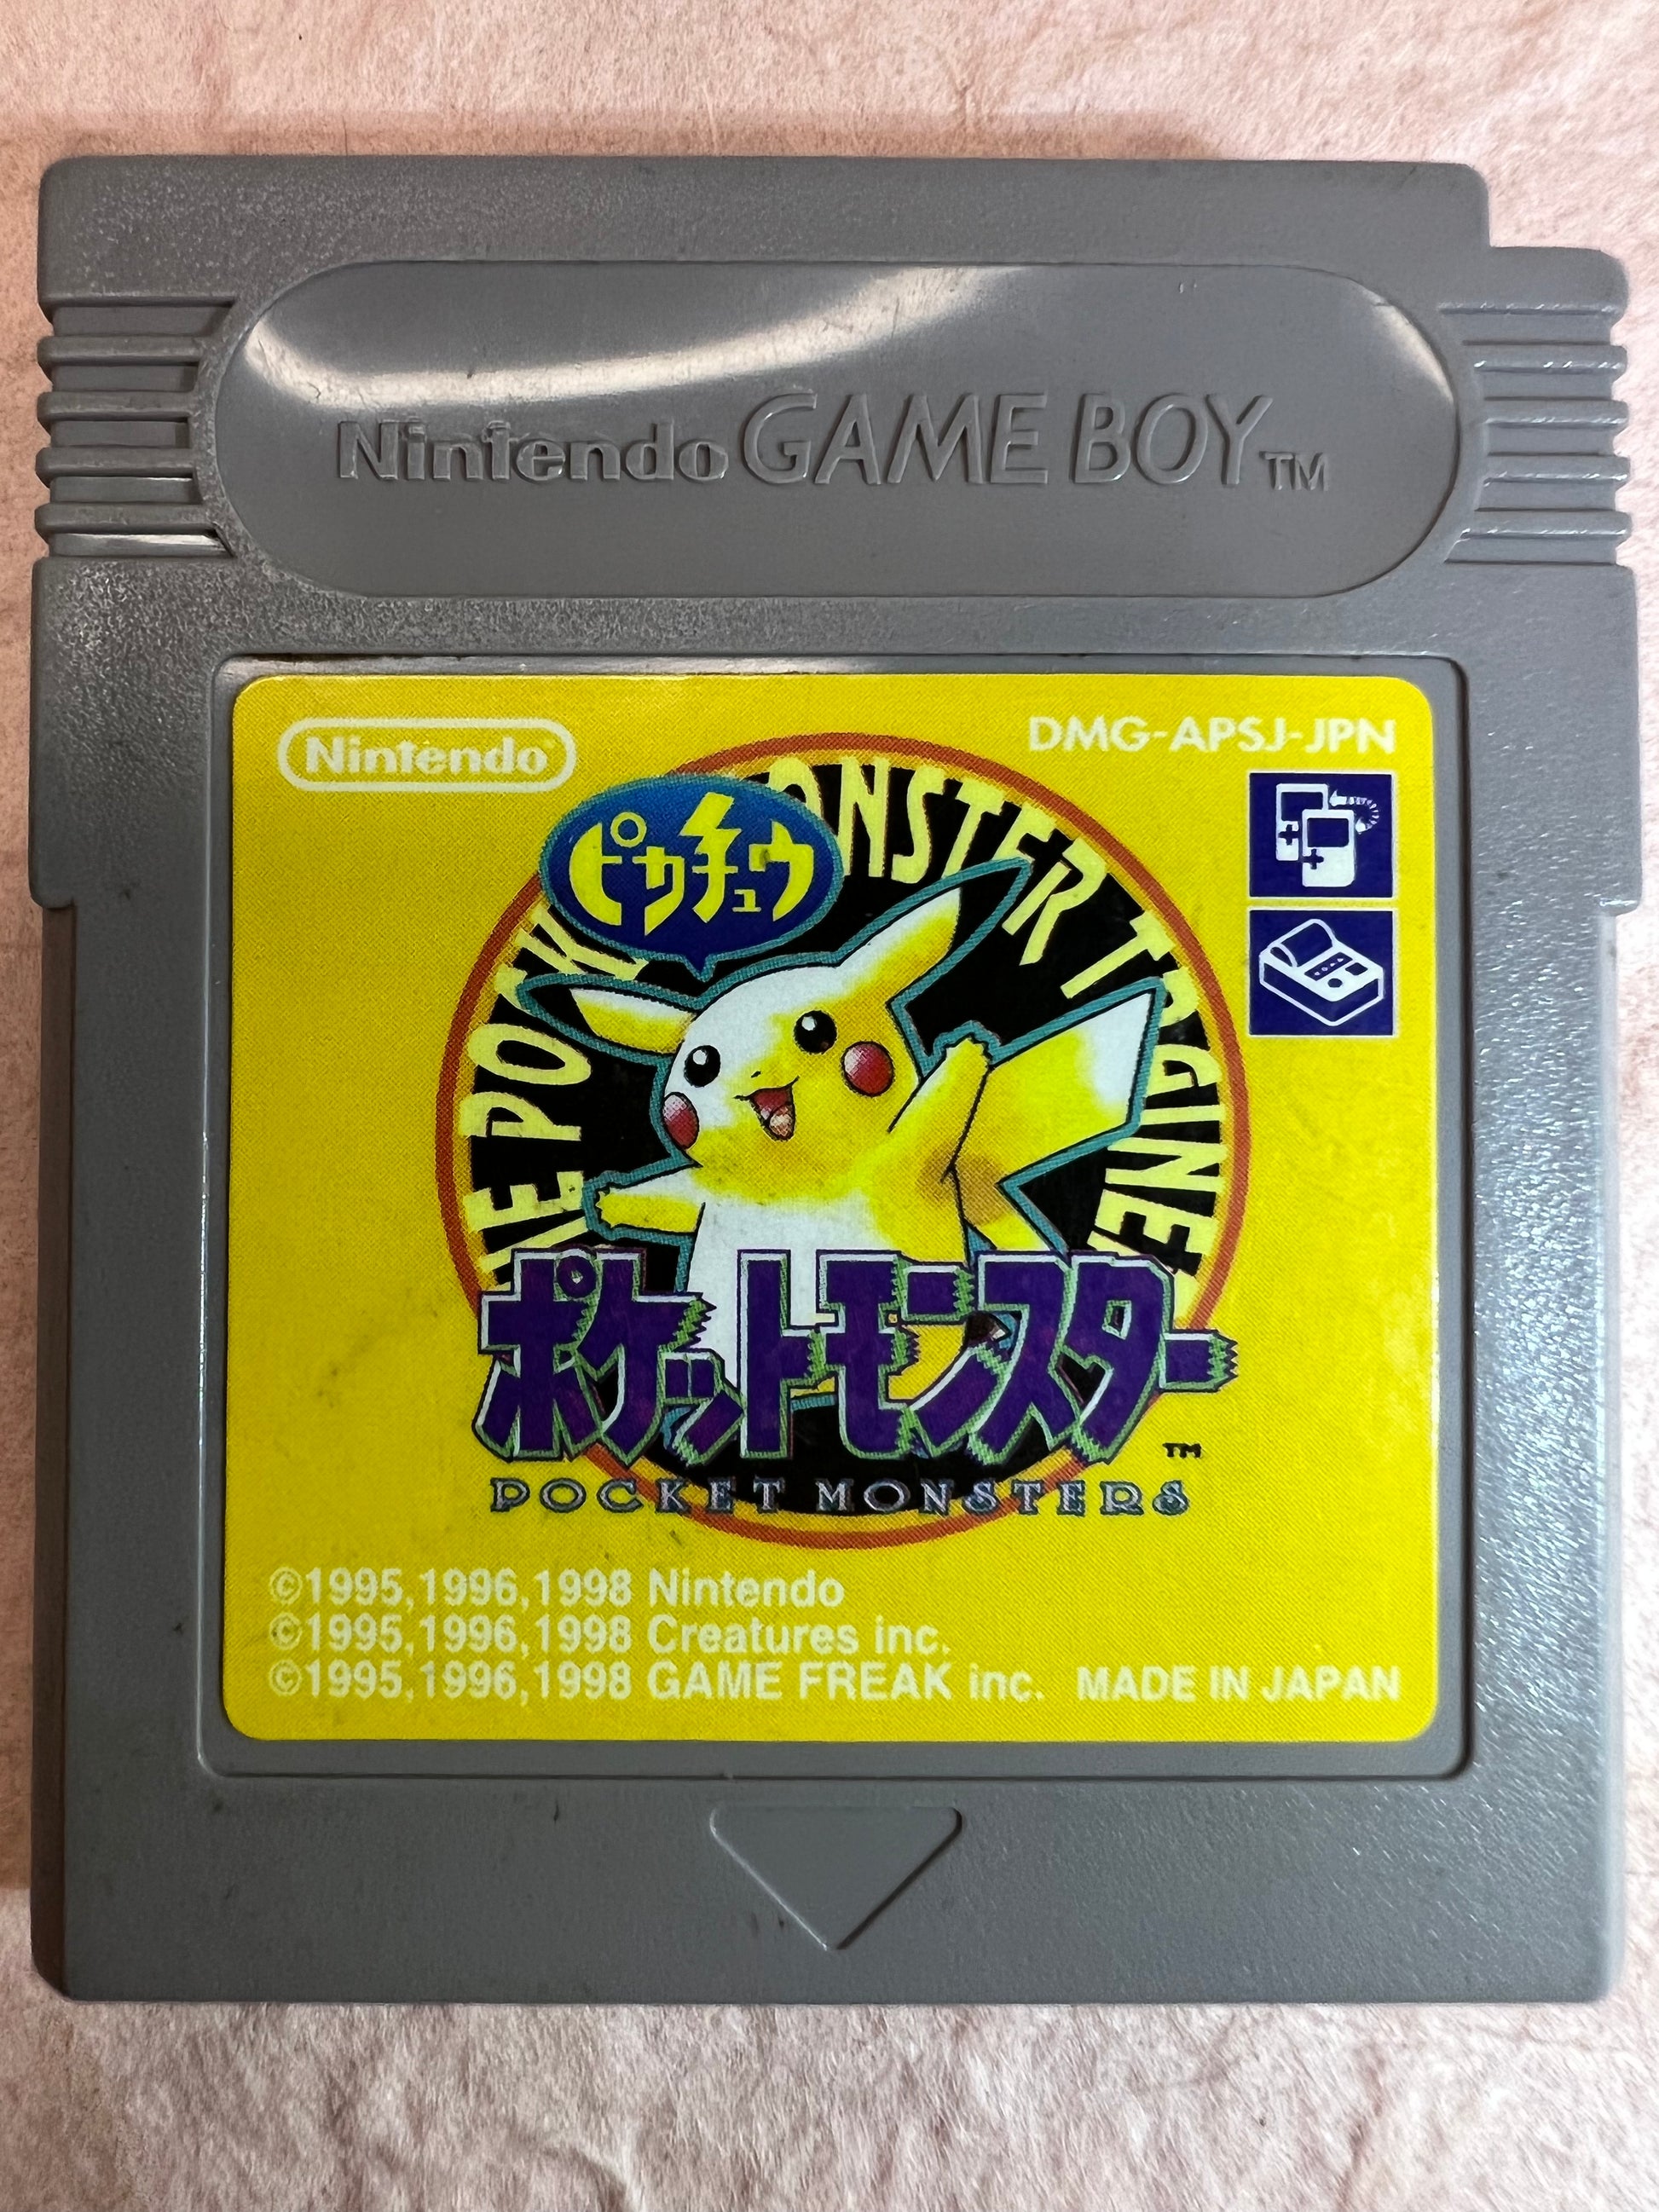 Nintendo GAME BOY TM
Nintendo
DMG-APSJ-JPN
ピカチュウ
ポケットモンスター
TM
POCKET MONSTERS
©1995,1996,1998 Nintendo
©1995,1996,1998 Creatures inc.
©1995,1996,1998 GAME FREAK inc. MADE IN JAPAN